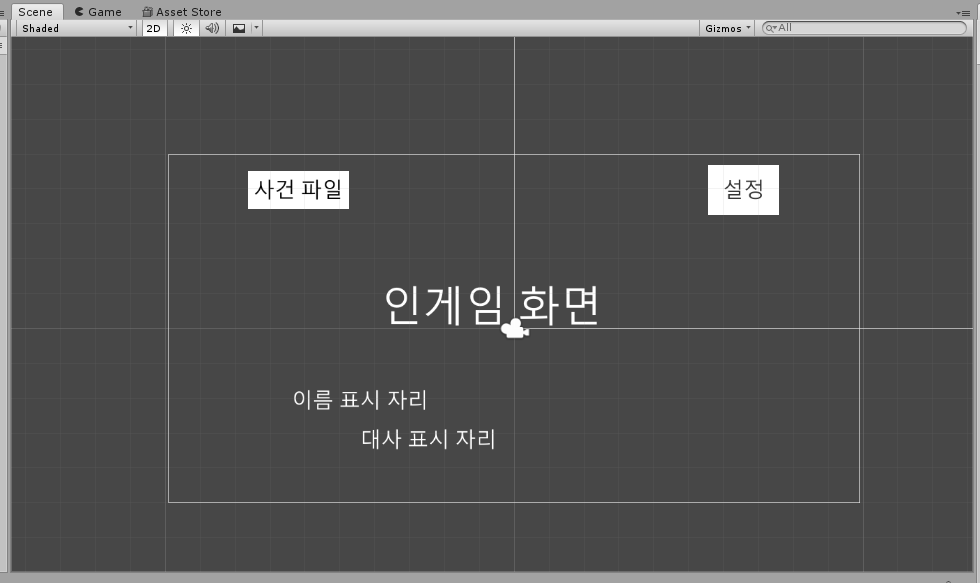 Scene Game Asset Store
Shaded 2D Gizmos All
사건 파일 설정
인게임 화면
이름 표시 자리
대사 표시 자리